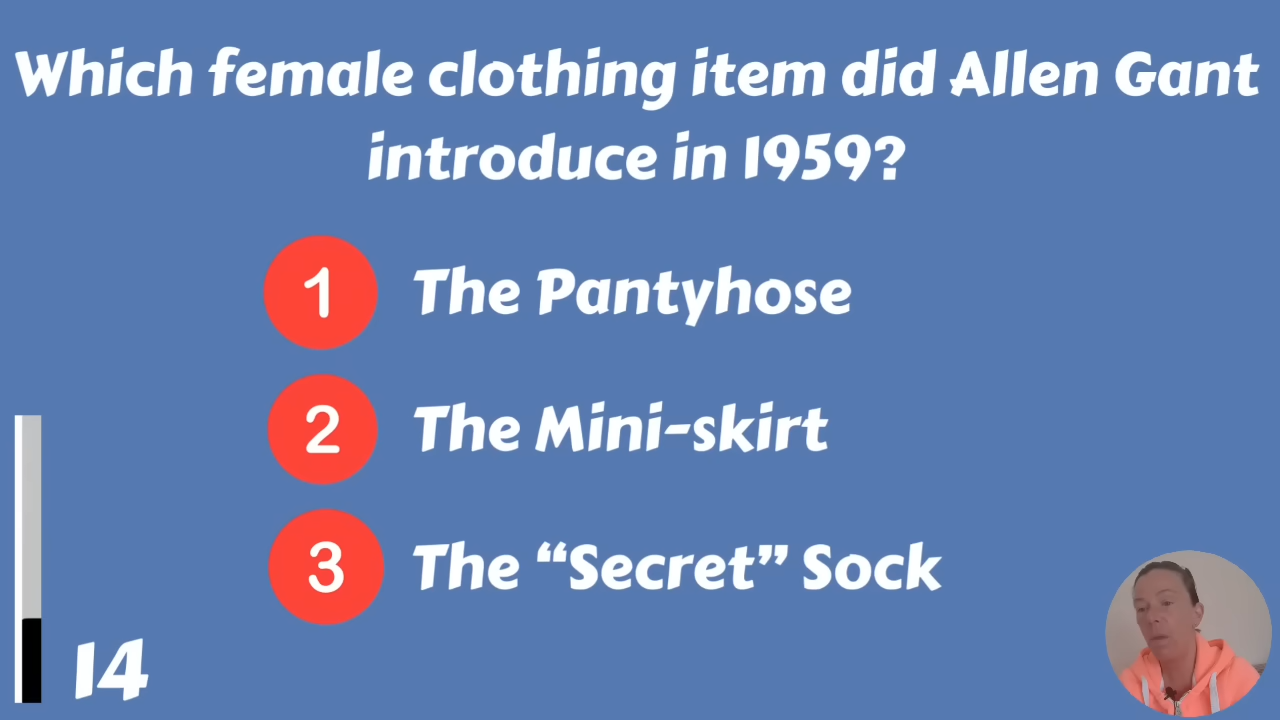 Which female clothing item did Allen Gant
introduce in 1959?
1 The Pantyhose
2 The Mini-skirt
3 The “Secret” Sock
14